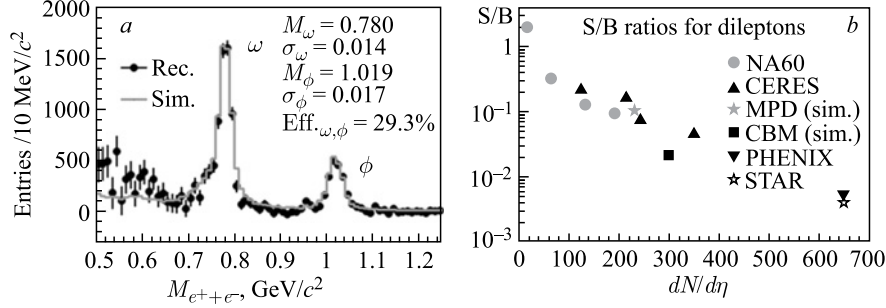 a
M_ω = 0.780
σ_ω = 0.014
M_ϕ = 1.019
σ_ϕ = 0.017
Eff._ω,ϕ = 29.3%
Rec.
Sim.
ω
ϕ
2000
1500
1000
500
0
Entries /10 MeV/c²
0.5 0.6 0.7 0.8 0.9 1 1.1 1.2
M_e⁺+e⁻, GeV/c²
S/B
S/B ratios for dileptons
b
NA60
CERES
MPD (sim.)
CBM (sim.)
PHENIX
STAR
1
10⁻¹
10⁻²
10⁻³
0 100 200 300 400 500 600 700
dN/dη